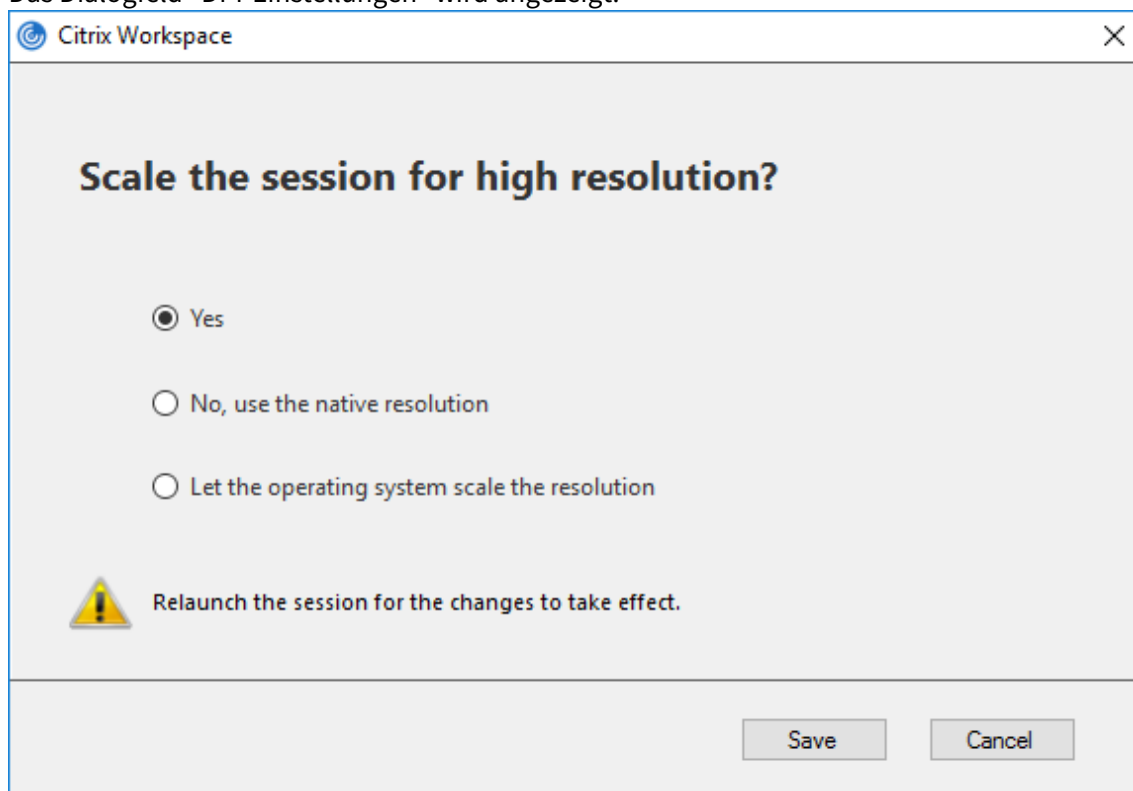 Citrix Workspace
Scale the session for high resolution?
Yes
No, use the native resolution
Let the operating system scale the resolution
Relaunch the session for the changes to take effect.
Save
Cancel